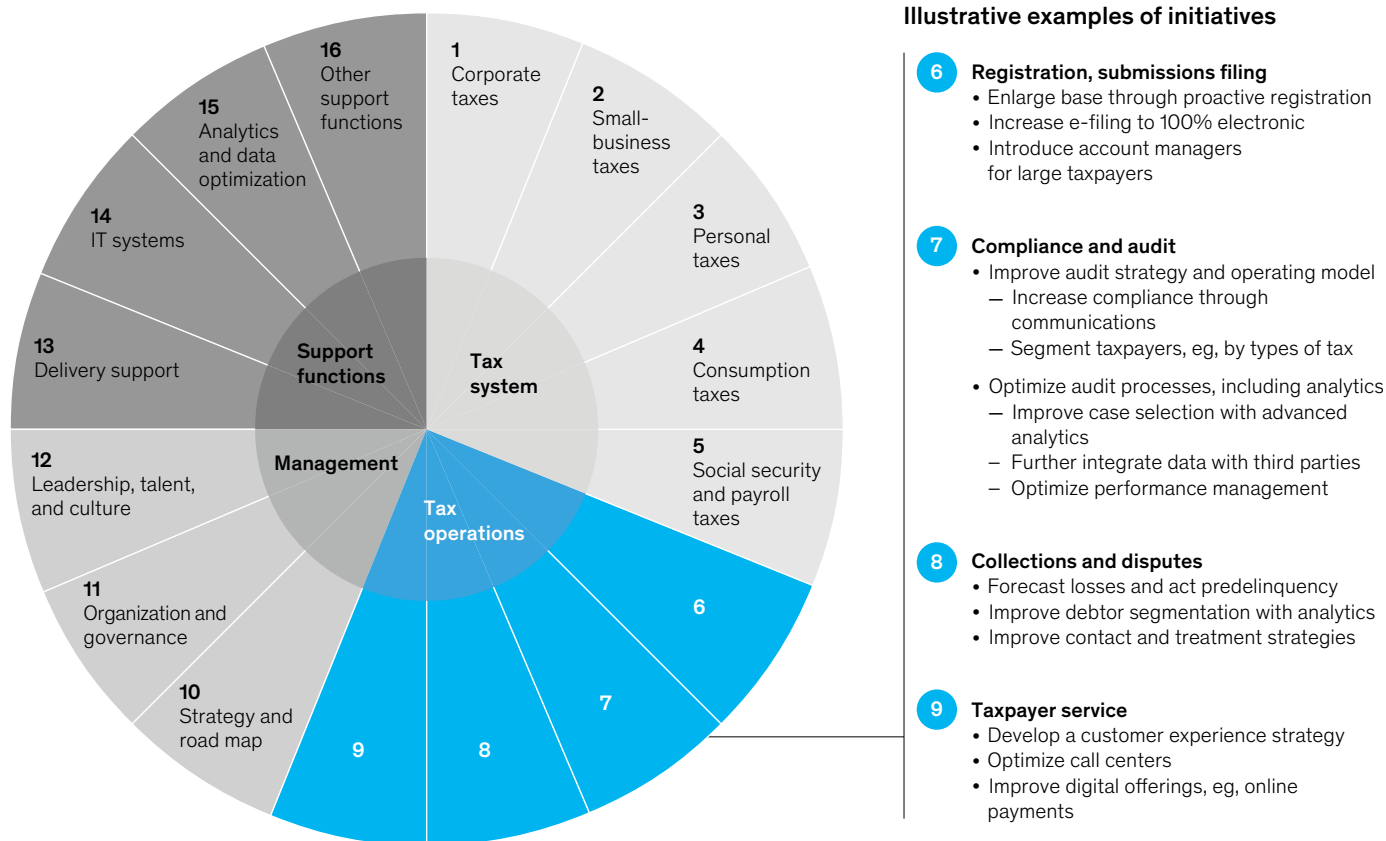 16
Other
support
functions
1
Corporate
taxes
2
Small-
business
taxes
3
Personal
taxes
4
Consumption
taxes
5
Social security
and payroll
taxes
6
7
8
9
10
Strategy and
road map
11
Organization and
governance
12
Leadership, talent,
and culture
13
Delivery support
14
IT systems
15
Analytics
and data
optimization
Support
functions
Tax
system
Management
Tax
operations
Illustrative examples of initiatives
6 Registration, submissions filing
• Enlarge base through proactive registration
• Increase e-filing to 100% electronic
• Introduce account managers
for large taxpayers
7 Compliance and audit
• Improve audit strategy and operating model
— Increase compliance through
communications
— Segment taxpayers, eg, by types of tax
• Optimize audit processes, including analytics
— Improve case selection with advanced
analytics
– Further integrate data with third parties
– Optimize performance management
8 Collections and disputes
• Forecast losses and act predelinquency
• Improve debtor segmentation with analytics
• Improve contact and treatment strategies
9 Taxpayer service
• Develop a customer experience strategy
• Optimize call centers
• Improve digital offerings, eg, online
payments